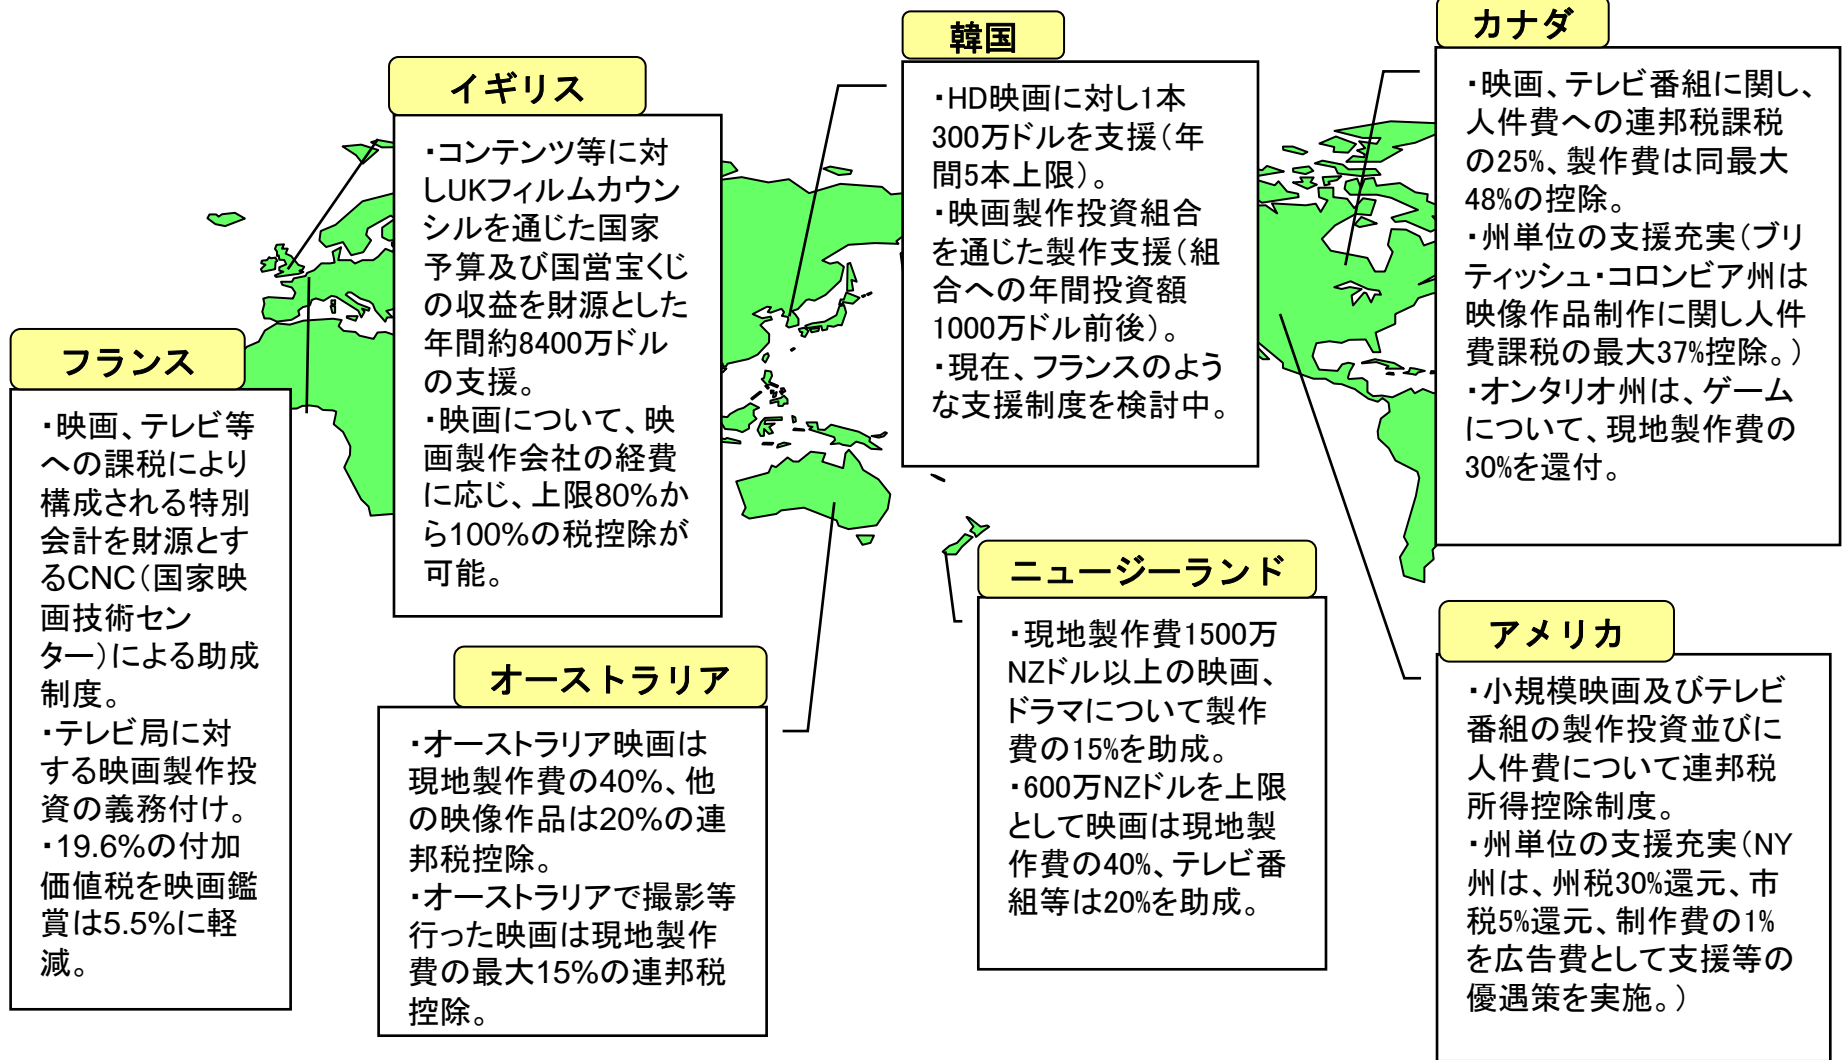 イギリス
・コンテンツ等に対
しUKフィルムカウン
シルを通じた国家
予算及び国営宝くじ
の収益を財源とした
年間約8400万ドル
の支援。
・映画について、映
画製作会社の経費
に応じ、上限80%か
ら100%の税控除が
可能。
韓国
・HD映画に対し1本
300万ドルを支援（年
間5本上限）。
・映画製作投資組合
を通じた製作支援（組
合への年間投資額
1000万ドル前後）。
・現在、フランスのよう
な支援制度を検討中。
カナダ
・映画、テレビ番組に関し、
人件費への連邦税課税
の25%、製作費は同最大
48%の控除。
・州単位の支援充実（ブリ
ティッシュ・コロンビア州は
映像作品制作に関し人件
費課税の最大37%控除。）
・オンタリオ州は、ゲーム
について、現地製作費の
30%を還付。
フランス
・映画、テレビ等
への課税により
構成される特別
会計を財源とす
るCNC（国家映
画技術セン
ター）による助成
制度。
・テレビ局に対
する映画製作投
資の義務付け。
・19.6%の付加
価値税を映画鑑
賞は5.5%に軽
減。
オーストラリア
・オーストラリア映画は
現地製作費の40%、他
の映像作品は20%の連
邦税控除。
・オーストラリアで撮影等
行った映画は現地製作
費の最大15%の連邦税
控除。
ニュージーランド
・現地製作費1500万
NZドル以上の映画、
ドラマについて製作
費の15%を助成。
・600万NZドルを上限
として映画は現地製
作費の40%、テレビ番
組等は20%を助成。
アメリカ
・小規模映画及びテレビ
番組の製作投資並びに
人件費について連邦税
所得控除制度。
・州単位の支援充実（NY
州は、州税30%還元、市
税5%還元、制作費の1%
を広告費として支援等の
優遇策を実施。）